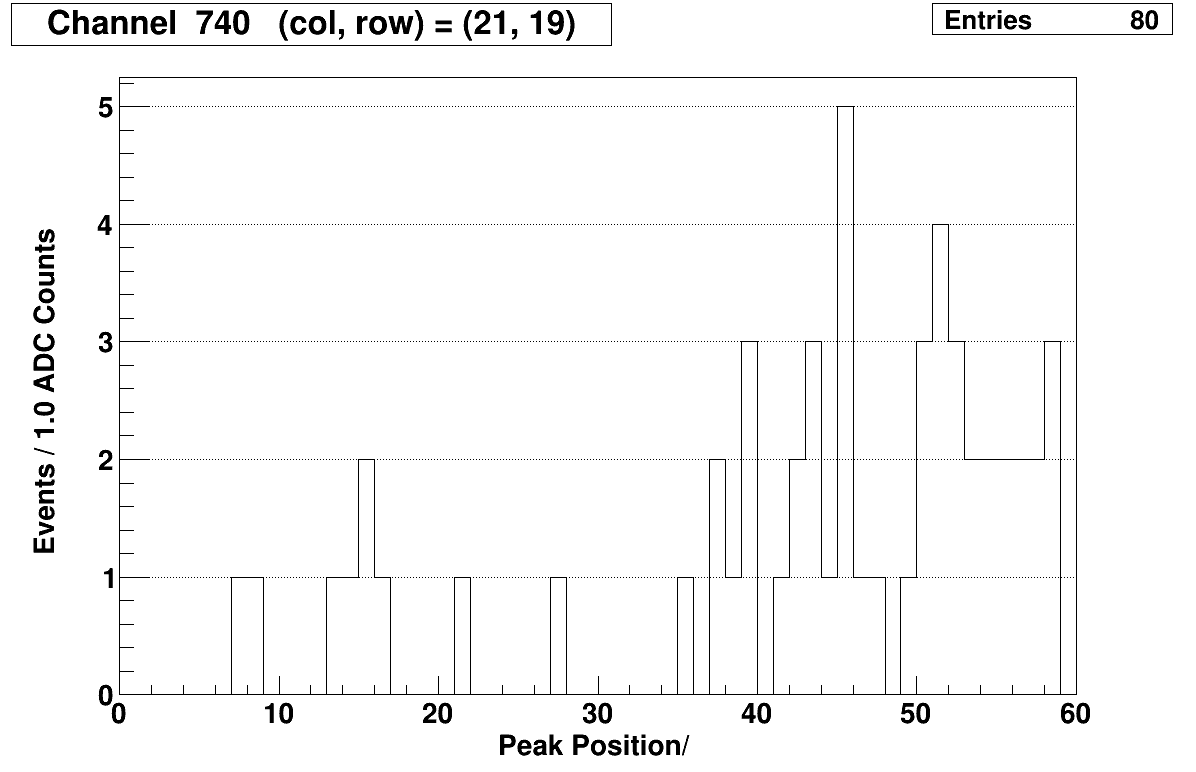 Channel 740 (col, row) = (21, 19)
Entries 80
Events / 1.0 ADC Counts
5
4
3
2
1
0
0 10 20 30 40 50 60
Peak Position/